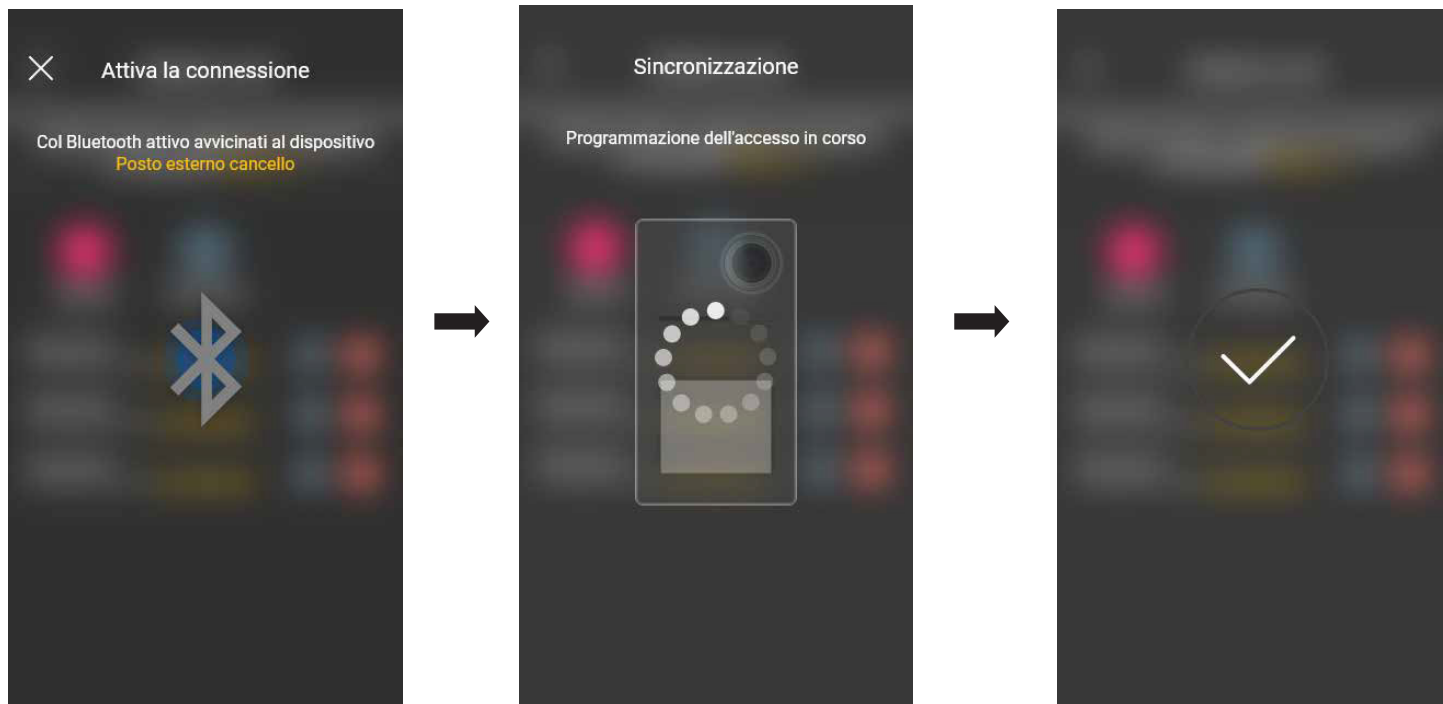 Attiva la connessione
Col Bluetooth attivo avvicinati al dispositivo
Posto esterno cancello
Sincronizzazione
Programmazione dell'accesso in corso